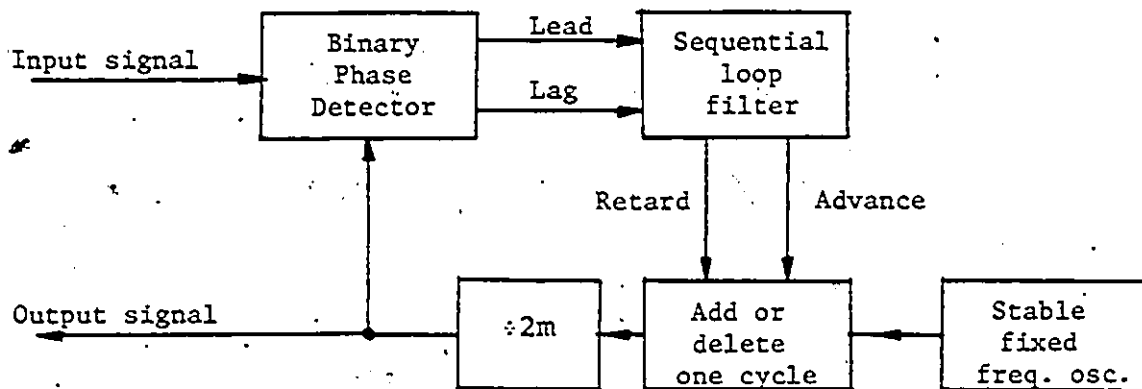 Input signal
Binary
Phase
Detector
Lead
Lag
Sequential
loop
filter
Retard
Advance
Output signal
÷2m
Add or
delete
one cycle
Stable
fixed
freq. osc.